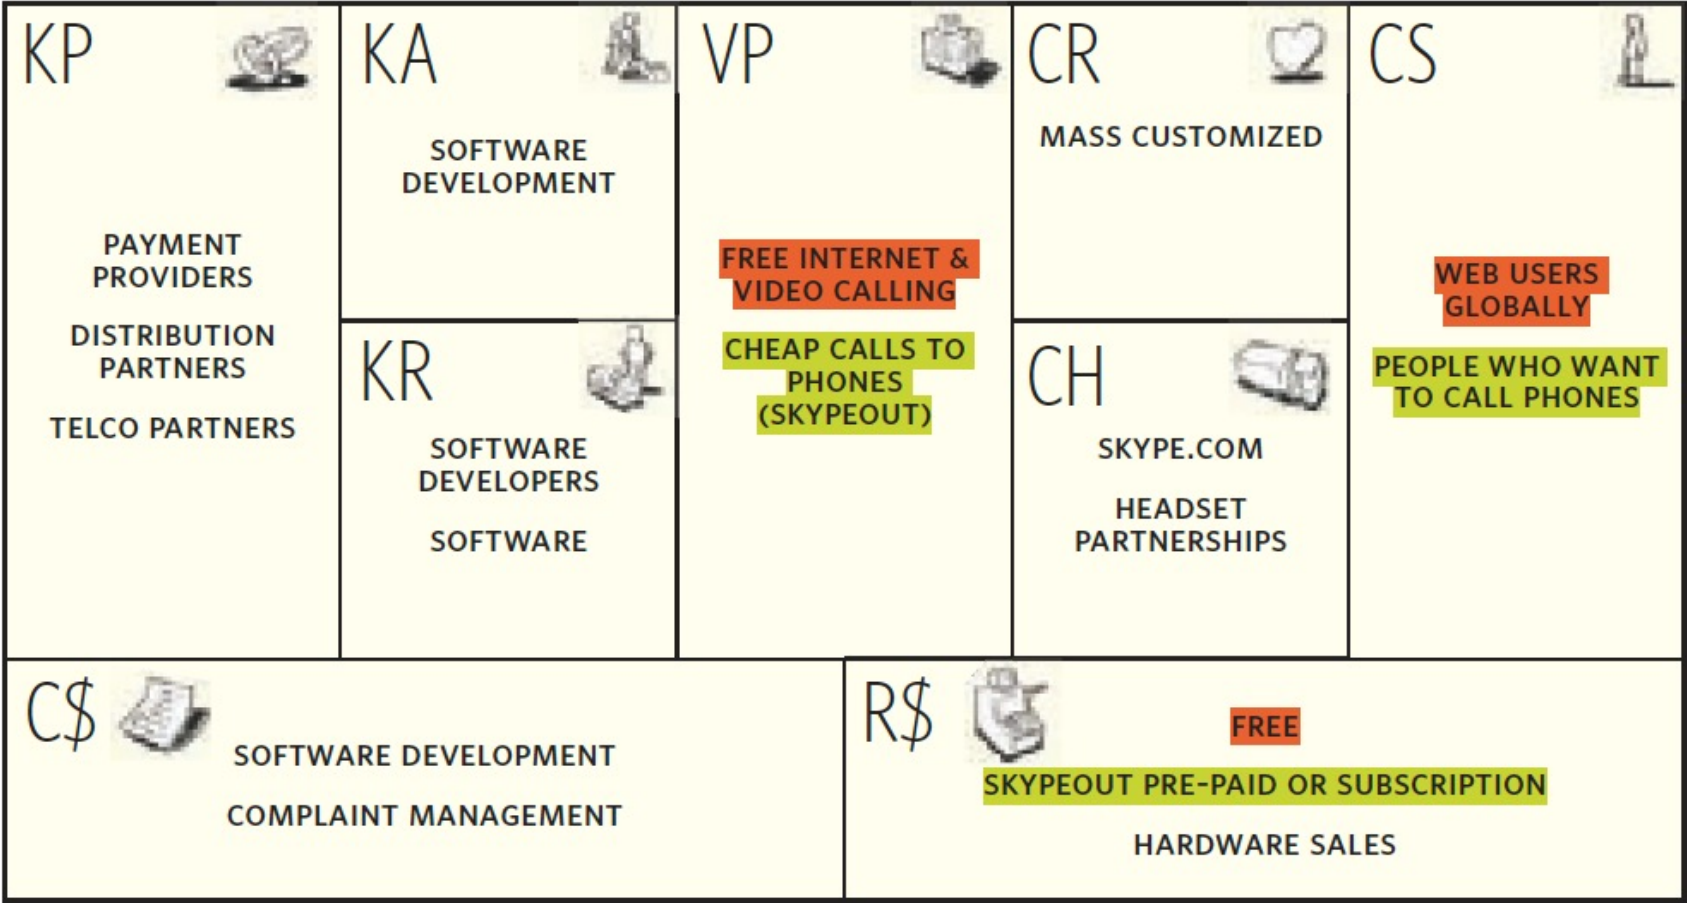 KP
PAYMENT
PROVIDERS
DISTRIBUTION
PARTNERS
TELCO PARTNERS
KA
SOFTWARE
DEVELOPMENT
KR
SOFTWARE
DEVELOPERS
SOFTWARE
VP
FREE INTERNET &
VIDEO CALLING
CHEAP CALLS TO
PHONES
(SKYPEOUT)
CR
MASS CUSTOMIZED
CH
SKYPE.COM
HEADSET
PARTNERSHIPS
CS
WEB USERS
GLOBALLY
PEOPLE WHO WANT
TO CALL PHONES
C$
SOFTWARE DEVELOPMENT
COMPLAINT MANAGEMENT
R$
FREE
SKYPEOUT PRE-PAID OR SUBSCRIPTION
HARDWARE SALES